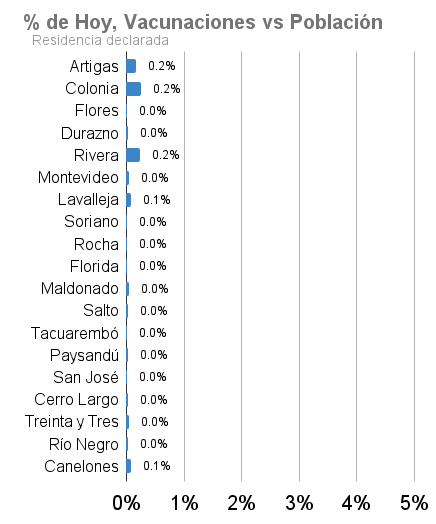 % de Hoy, Vacunaciones vs Población
Residencia declarada
Artigas 0.2%
Colonia 0.2%
Flores 0.0%
Durazno 0.0%
Rivera 0.2%
Montevideo 0.0%
Lavalleja 0.1%
Soriano 0.0%
Rocha 0.0%
Florida 0.0%
Maldonado 0.0%
Salto 0.0%
Tacuarembó 0.0%
Paysandú 0.0%
San José 0.0%
Cerro Largo 0.0%
Treinta y Tres 0.0%
Río Negro 0.0%
Canelones 0.1%
0% 1% 2% 3% 4% 5%